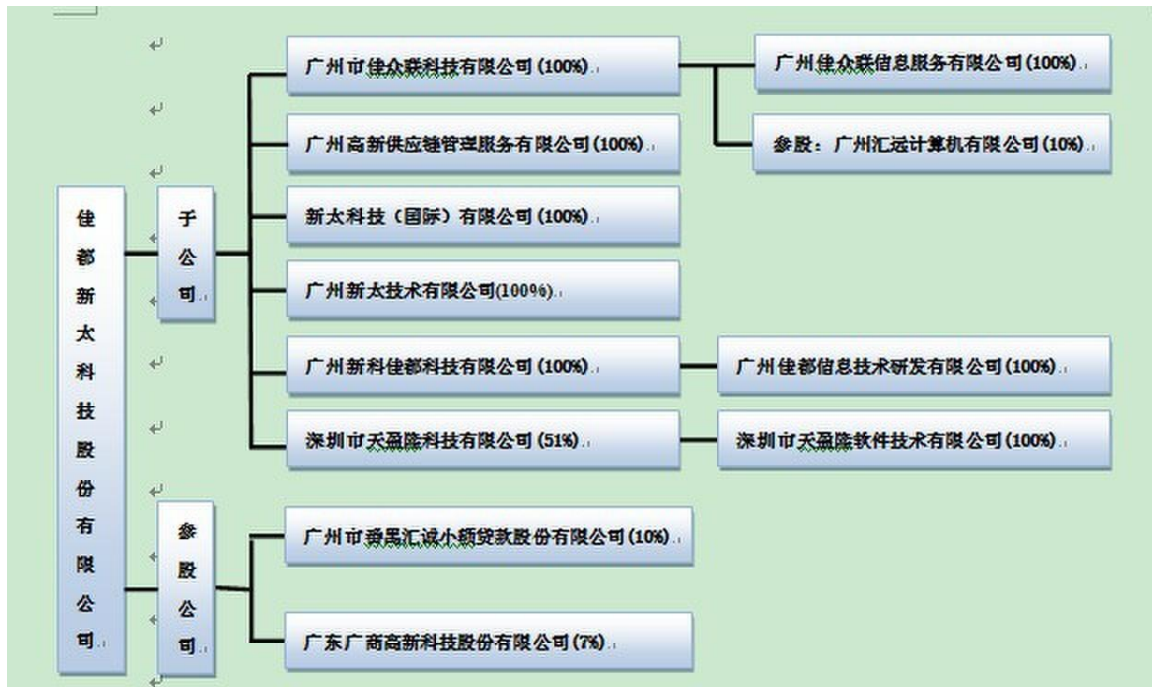 佳都新太科技股份有限公司
子公司
广州市佳众联科技有限公司(100%)
广州佳众联信息服务有限公司(100%)
广州高新供应链管理服务有限公司(100%)
参股：广州汇远计算机有限公司(10%)
新太科技（国际）有限公司(100%)
广州新太技术有限公司(100%)
广州新科佳都科技有限公司(100%)
广州佳都信息技术研发有限公司(100%)
深圳市天盈隆科技有限公司(51%)
深圳市天盈隆软件技术有限公司(100%)
参股公司
广州市番禺汇诚小额贷款股份有限公司(10%)
广东广商高新科技股份有限公司(7%)